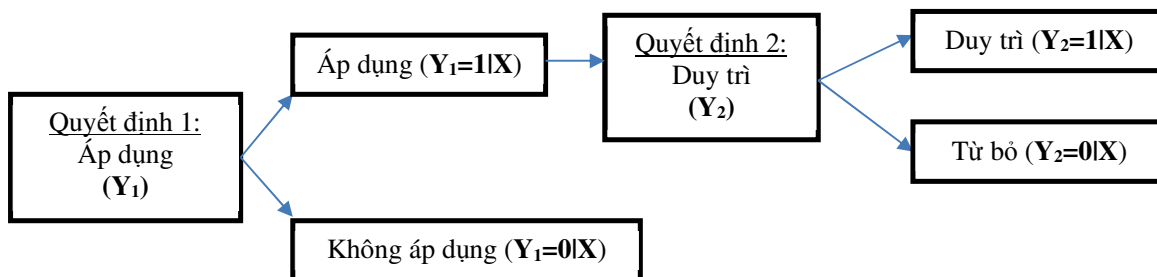 Quyết định 1:
Áp dụng
(Y₁)
Áp dụng (Y₁=1|X)
Không áp dụng (Y₁=0|X)
Quyết định 2:
Duy trì
(Y₂)
Duy trì (Y₂=1|X)
Từ bỏ (Y₂=0|X)